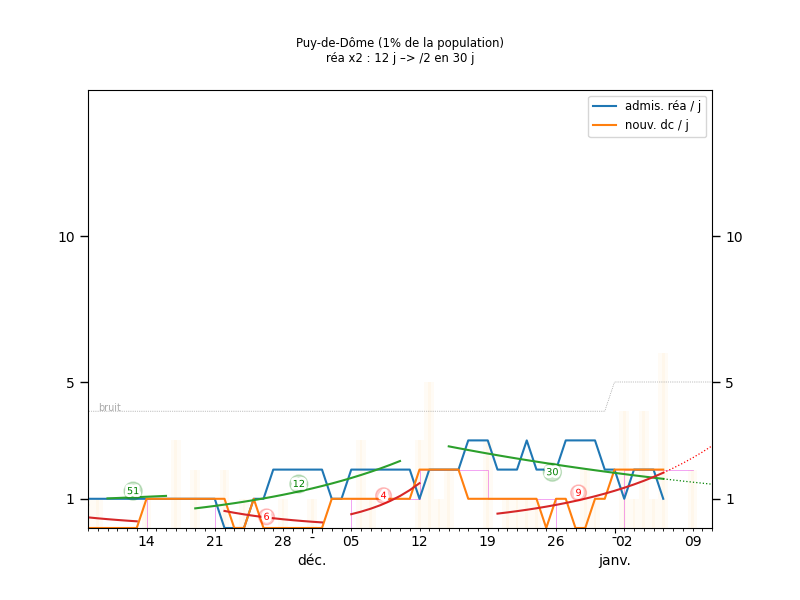 Puy-de-Dôme (1% de la population)
réa x2 : 12 j –> /2 en 30 j
admis. réa / j
nouv. dc / j
10 10
5 5
bruit
30
12
51
9
4
6
1 1
14 21 28 - 05 12 19 26 - 02 09
déc. janv.